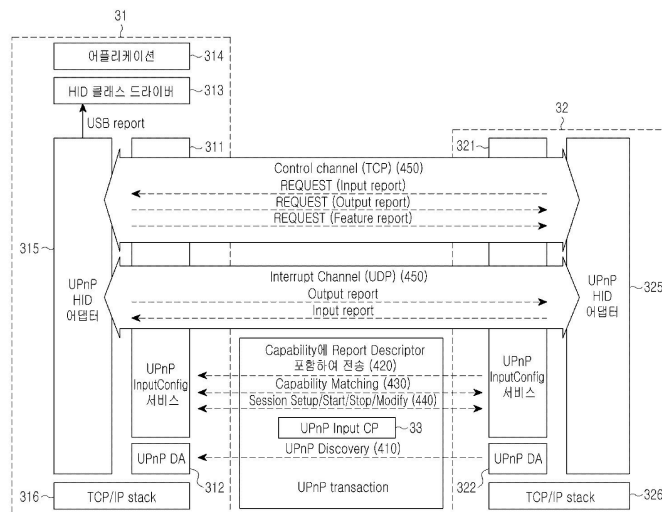 31
어플리케이션
314
HID 클래스 드라이버
313
USB report
32
311
321
Control channel (TCP) (450)
REQUEST (Input report)
REQUEST (Output report)
REQUEST (Feature report)
315
UPnP
HID
어댑터
Interrupt Channel (UDP) (450)
Output report
Input report
UPnP
HID
어댑터
325
UPnP
InputConfig
서비스
Capability에 Report Descriptor
포함하여 전송 (420)
Capability Matching (430)
Session Setup/Start/Stop/Modify (440)
UPnP
InputConfig
서비스
UPnP Input CP
33
UPnP Discovery (410)
UPnP DA
UPnP DA
316
312
UPnP transaction
322
326
TCP/IP stack
TCP/IP stack